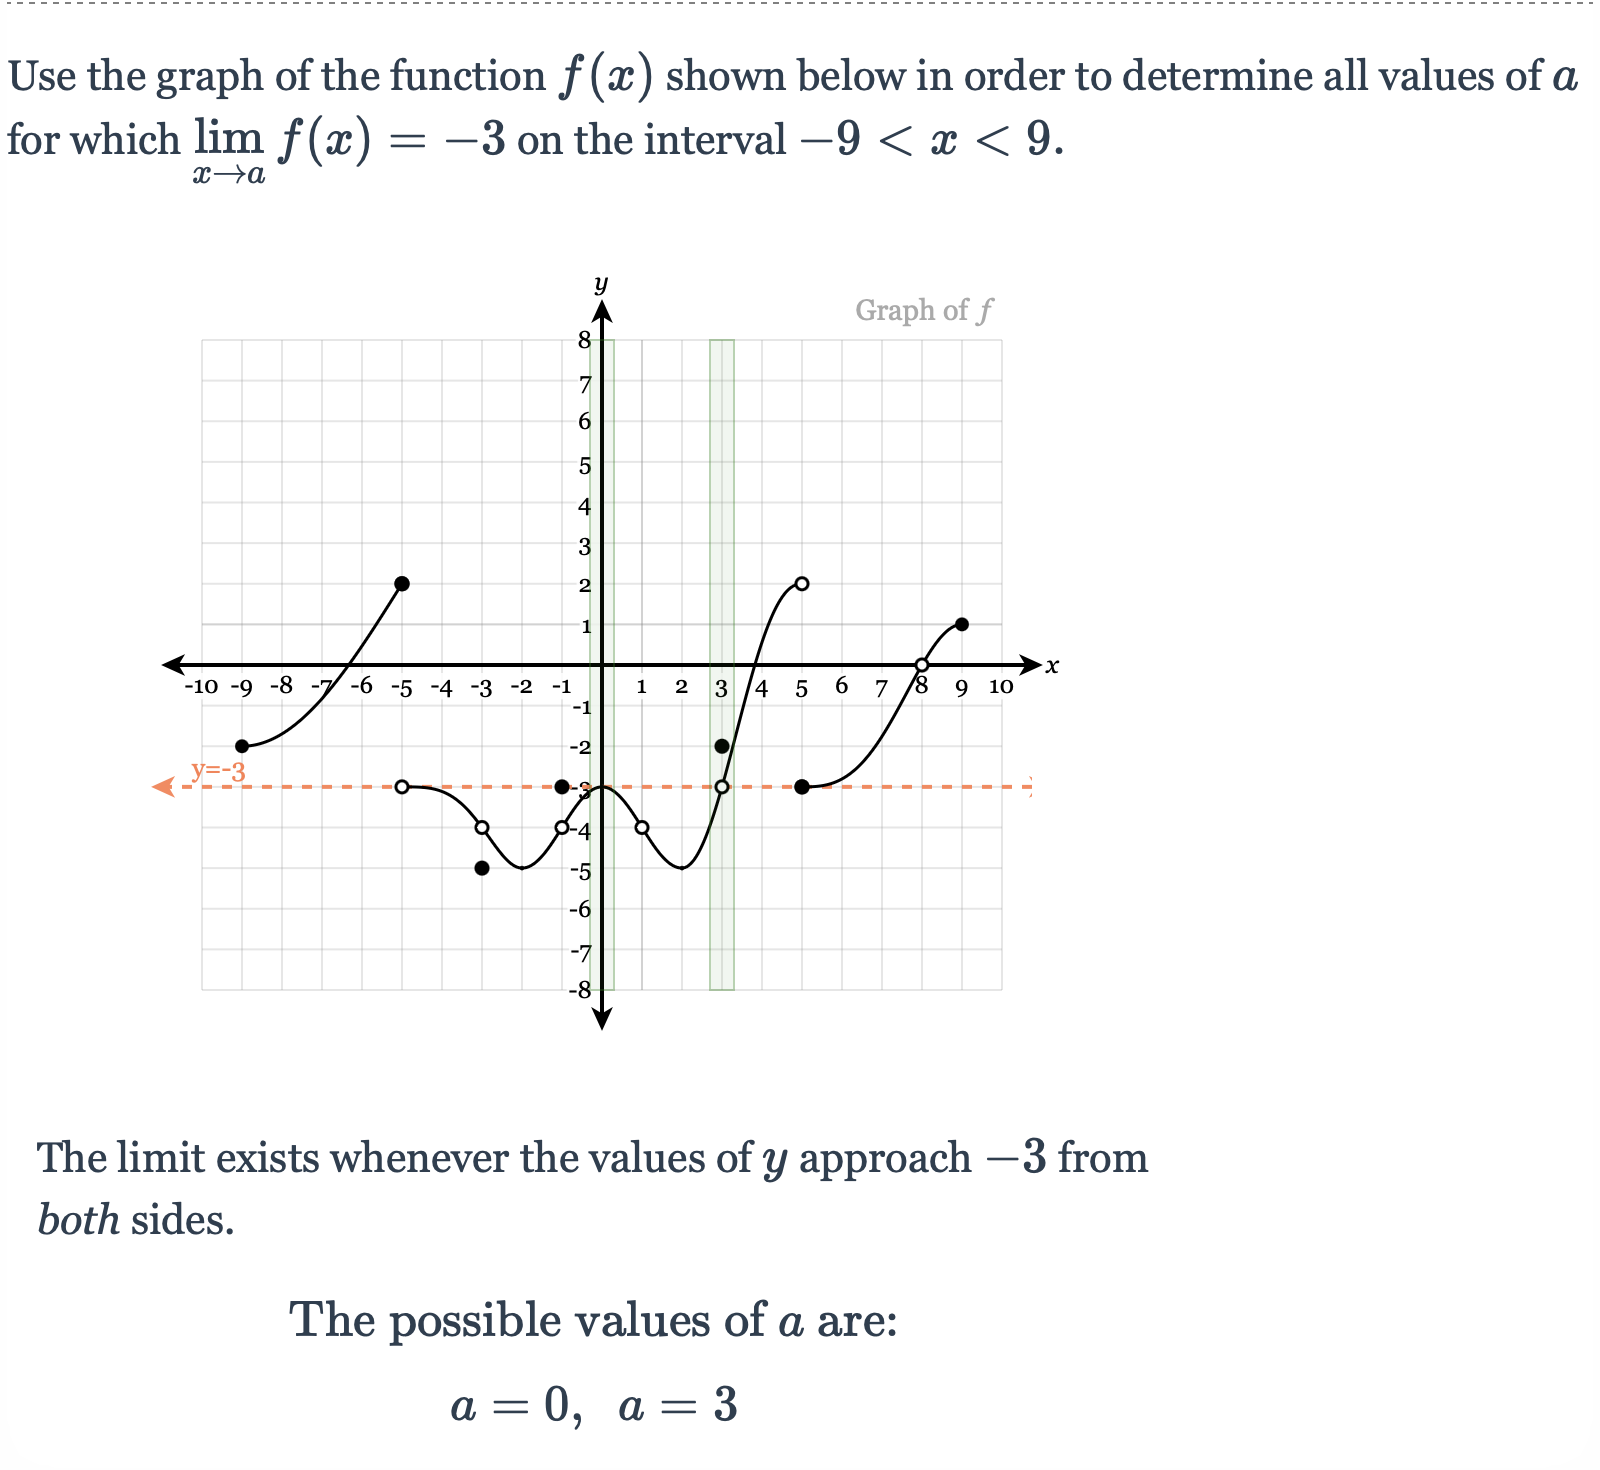 Use the graph of the function f(x) shown below in order to determine all values of a
for which lim f(x) = −3 on the interval −9 < x < 9.
x→a
y
Graph of f
8
7
6
5
4
3
2
1
x
-10 -9 -8 -7 -6 -5 -4 -3 -2 -1 1 2 3 4 5 6 7 8 9 10
-1
-2
y=-3
-3
-4
-5
-6
-7
-8
The limit exists whenever the values of y approach −3 from
both sides.
The possible values of a are:
a = 0, a = 3